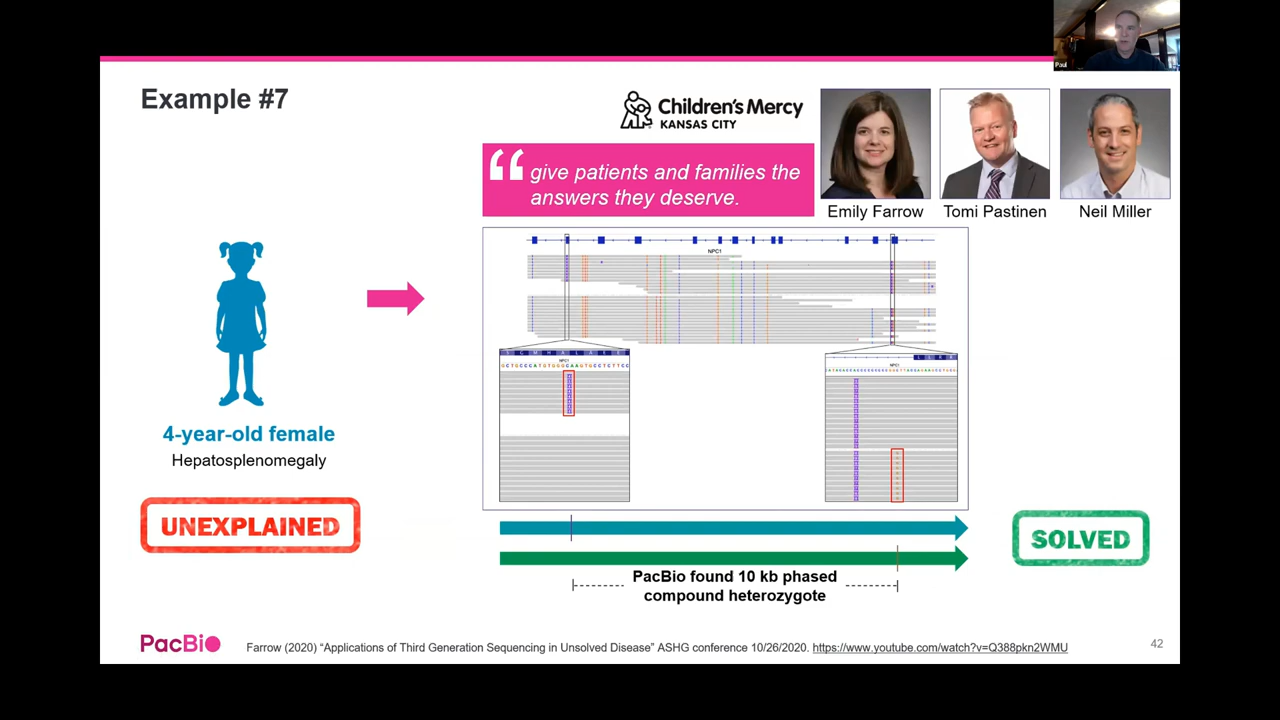 Paul
Example #7
Children's Mercy
KANSAS CITY
give patients and families the
answers they deserve.
Emily Farrow
Tomi Pastinen
Neil Miller
NPC1
NPC1
NPC1
4-year-old female
Hepatosplenomegaly
UNEXPLAINED
SOLVED
PacBio found 10 kb phased
compound heterozygote
PacBio
Farrow (2020) “Applications of Third Generation Sequencing in Unsolved Disease” ASHG conference 10/26/2020. https://www.youtube.com/watch?v=Q388pkn2WMU
42